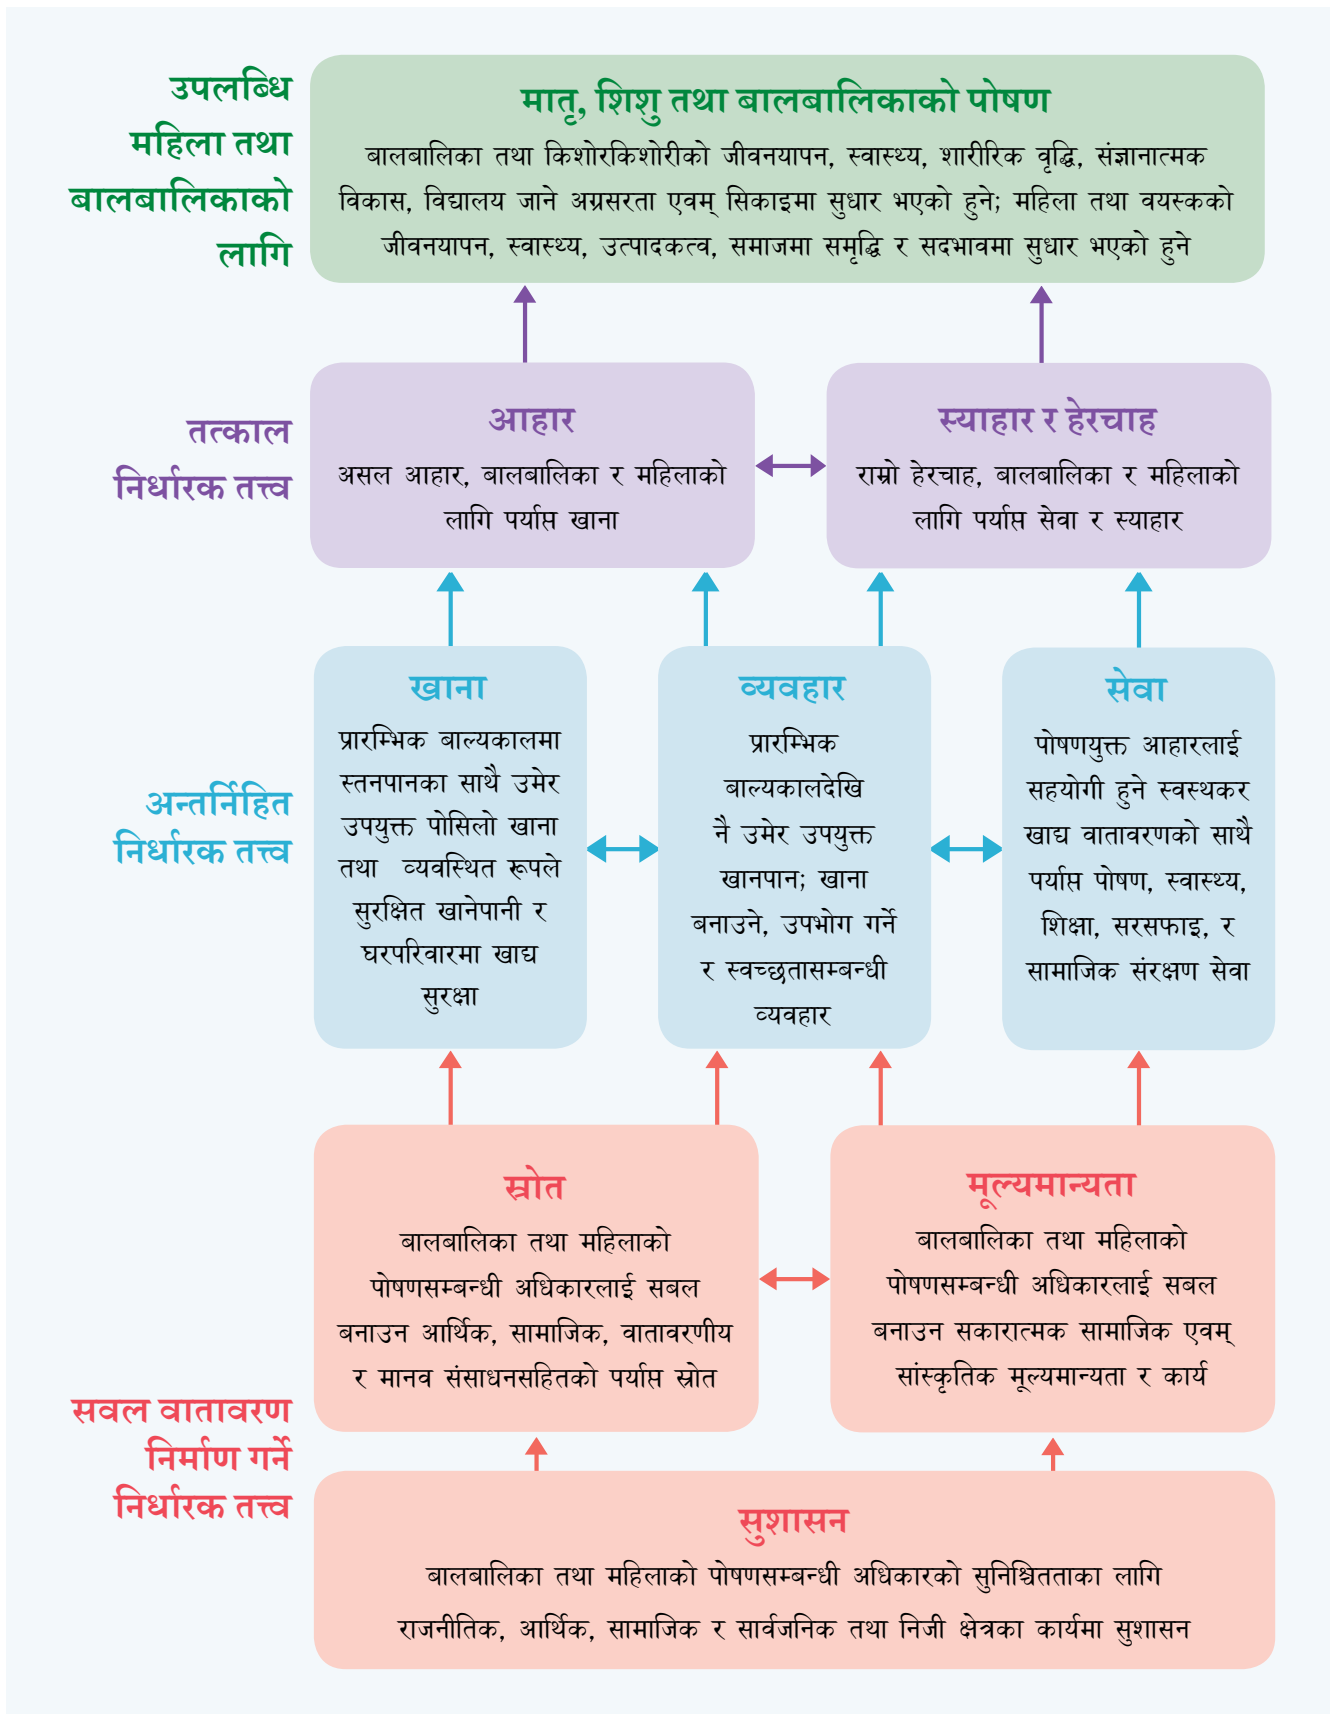 उपलब्धि
महिला तथा
बालबालिकाको
लागि
मातृ, शिशु तथा बालबालिकाको पोषण
बालबालिका तथा किशोरकिशोरीको जीवनयापन, स्वास्थ्य, शारीरिक वृद्धि, संज्ञानात्मक
विकास, विद्यालय जाने अग्रसरता एवम् सिकाइमा सुधार भएको हुने; महिला तथा वयस्कको
जीवनयापन, स्वास्थ्य, उत्पादकत्व, समाजमा समृद्धि र सदभावमा सुधार भएको हुने
तत्काल
निर्धारक तत्त्व
आहार
असल आहार, बालबालिका र महिलाको
लागि पर्याप्त खाना
स्याहार र हेरचाह
राम्रो हेरचाह, बालबालिका र महिलाको
लागि पर्याप्त सेवा र स्याहार
अन्तर्निहित
निर्धारक तत्त्व
खाना
प्रारम्भिक बाल्यकालमा
स्तनपानका साथै उमेर
उपयुक्त पोसिलो खाना
तथा व्यवस्थित रूपले
सुरक्षित खानेपानी र
घरपरिवारमा खाद्य
सुरक्षा
व्यवहार
प्रारम्भिक
बाल्यकालदेखि
नै उमेर उपयुक्त
खानपान; खाना
बनाउने, उपभोग गर्ने
र स्वच्छतासम्बन्धी
व्यवहार
सेवा
पोषणयुक्त आहारलाई
सहयोगी हुने स्वस्थकर
खाद्य वातावरणको साथै
पर्याप्त पोषण, स्वास्थ्य,
शिक्षा, सरसफाइ, र
सामाजिक संरक्षण सेवा
सवल वातावरण
निर्माण गर्ने
निर्धारक तत्त्व
स्रोत
बालबालिका तथा महिलाको
पोषणसम्बन्धी अधिकारलाई सबल
बनाउन आर्थिक, सामाजिक, वातावरणीय
र मानव संसाधनसहितको पर्याप्त स्रोत
मूल्यमान्यता
बालबालिका तथा महिलाको
पोषणसम्बन्धी अधिकारलाई सबल
बनाउन सकारात्मक सामाजिक एवम्
सांस्कृतिक मूल्यमान्यता र कार्य
सुशासन
बालबालिका तथा महिलाको पोषणसम्बन्धी अधिकारको सुनिश्चितताका लागि
राजनीतिक, आर्थिक, सामाजिक र सार्वजनिक तथा निजी क्षेत्रका कार्यमा सुशासन